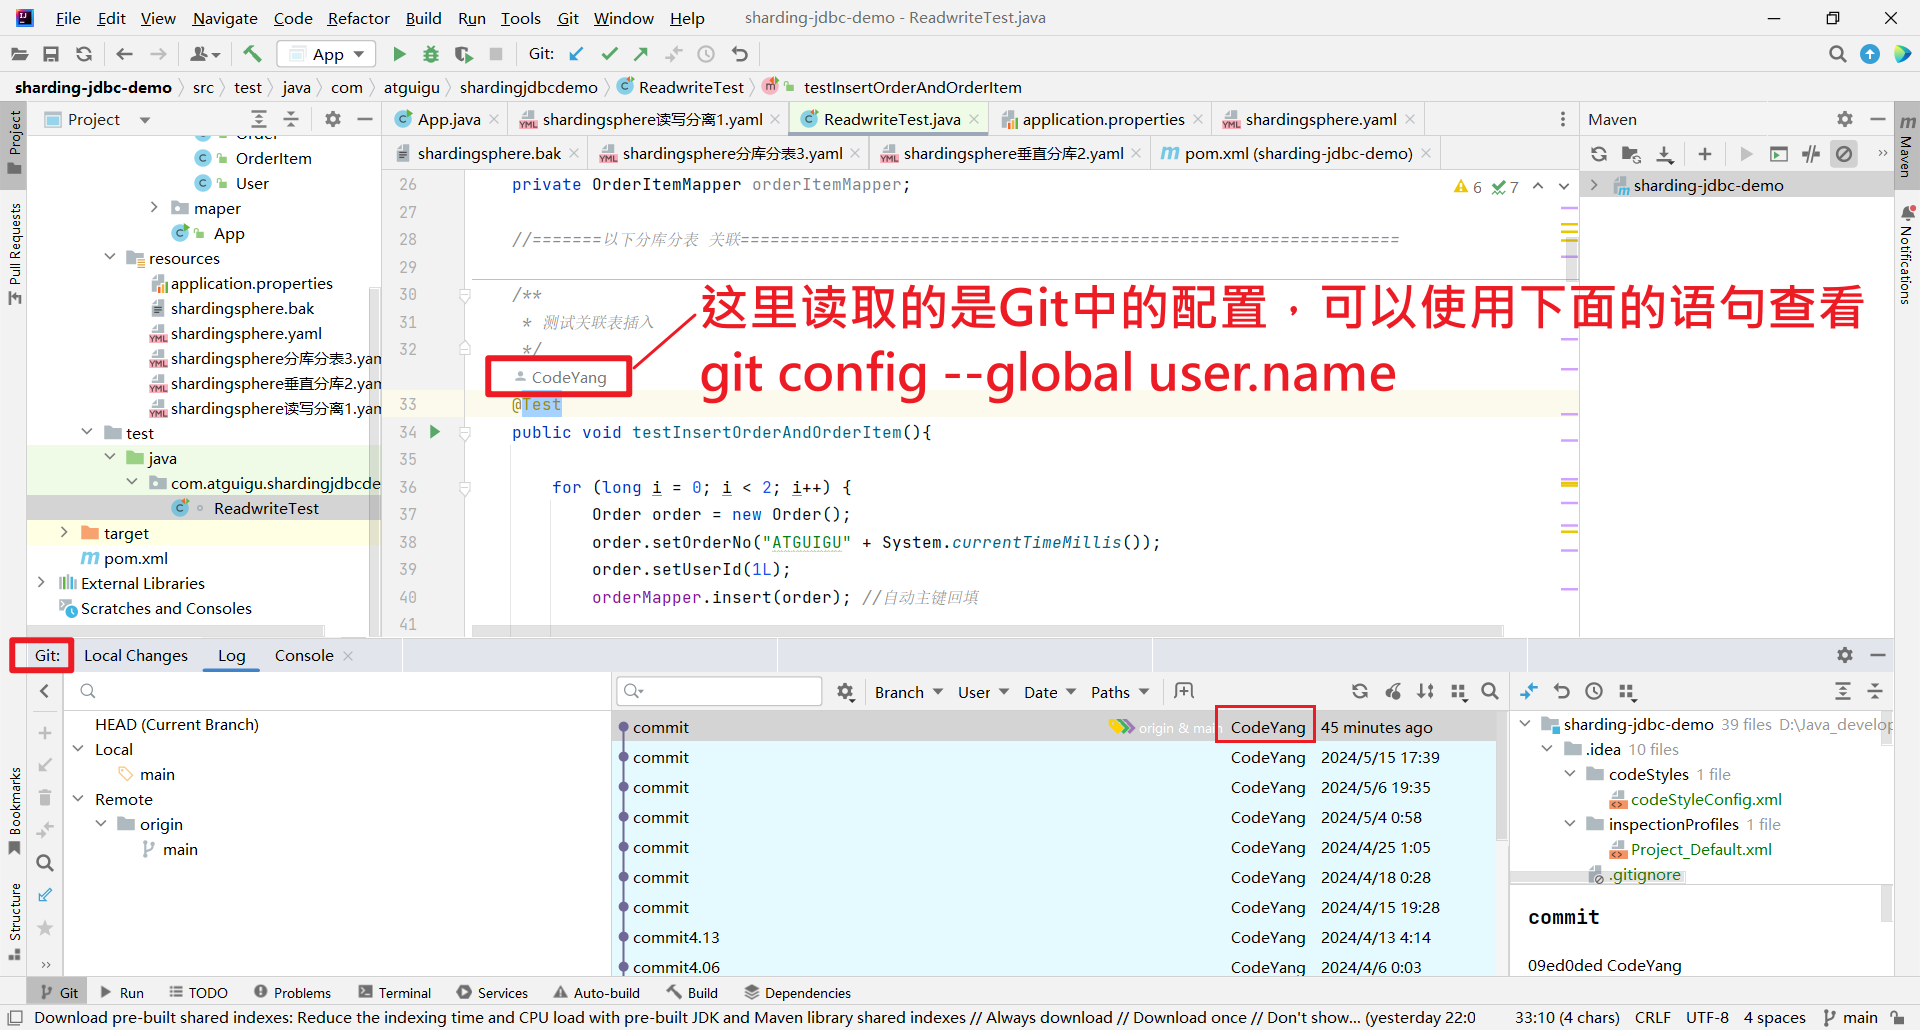 File Edit View Navigate Code Refactor Build Run Tools Git Window Help sharding-jdbc-demo - ReadwriteTest.java
App Git:
sharding-jdbc-demo src test java com atguigu shardingjdbcdemo ReadwriteTest testInsertOrderAndOrderItem
Project
App.java shardingsphere读写分离1.yaml ReadwriteTest.java application.properties shardingsphere.yaml
shardingsphere.bak shardingsphere分库分表3.yaml shardingsphere垂直分库2.yaml pom.xml (sharding-jdbc-demo)
Maven
sharding-jdbc-demo
Project
Pull Requests
Bookmarks
Structure
Maven
Notifications
Order
OrderItem
User
maper
App
resources
application.properties
shardingsphere.bak
shardingsphere.yaml
shardingsphere分库分表3.yam
shardingsphere垂直分库2.yam
shardingsphere读写分离1.yam
test
java
com.atguigu.shardingjdbcde
ReadwriteTest
target
pom.xml
External Libraries
Scratches and Consoles
6 7
26 private OrderItemMapper orderItemMapper;
27
28 //=======以下分库分表 关联==================================================================
29
30 /**
31 * 测试关联表插入
32 */
CodeYang
33 @Test
34 public void testInsertOrderAndOrderItem(){
35
36 for (long i = 0; i < 2; i++) {
37 Order order = new Order();
38 order.setOrderNo("ATGUIGU" + System.currentTimeMillis());
39 order.setUserId(1L);
40 orderMapper.insert(order); //自动主键回填
41
这里读取的是Git中的配置，可以使用下面的语句查看
git config --global user.name
Git: Local Changes Log Console
HEAD (Current Branch)
Local
main
Remote
origin
main
Branch User Date Paths
commit origin & main CodeYang 45 minutes ago
commit CodeYang 2024/5/15 17:39
commit CodeYang 2024/5/6 19:35
commit CodeYang 2024/5/4 0:58
commit CodeYang 2024/4/25 1:05
commit CodeYang 2024/4/18 0:28
commit CodeYang 2024/4/15 19:28
commit4.13 CodeYang 2024/4/13 4:14
commit4.06 CodeYang 2024/4/6 0:03
sharding-jdbc-demo 39 files D:\Java_develop
.idea 10 files
codeStyles 1 file
codeStyleConfig.xml
inspectionProfiles 1 file
Project_Default.xml
.gitignore
commit
09ed0ded CodeYang
Git Run TODO Problems Terminal Services Auto-build Build Dependencies
Download pre-built shared indexes: Reduce the indexing time and CPU load with pre-built JDK and Maven library shared indexes // Always download // Download once // Don't show... (yesterday 22:0 33:10 (4 chars) CRLF UTF-8 4 spaces main